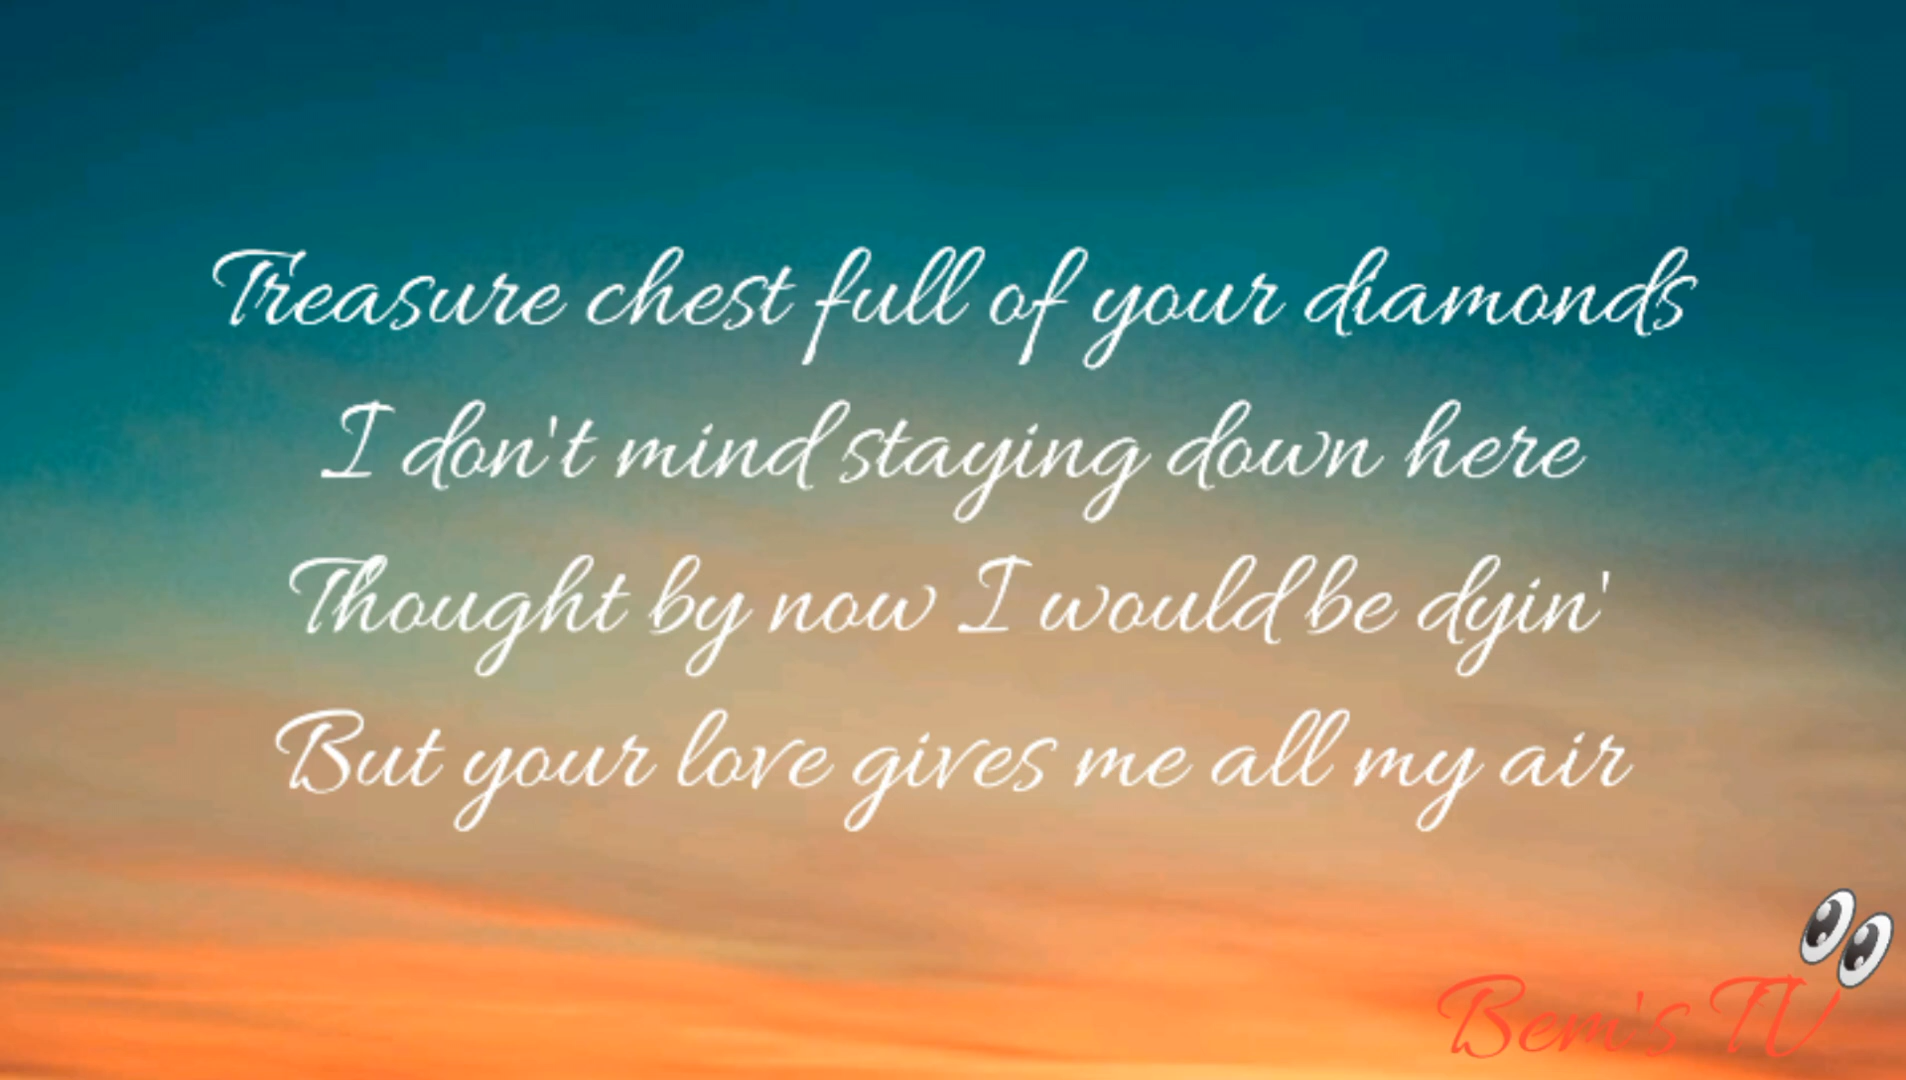 Treasure chest full of your diamonds
I don't mind staying down here
Thought by now I would be dyin'
But your love gives me all my air
Bem's TV